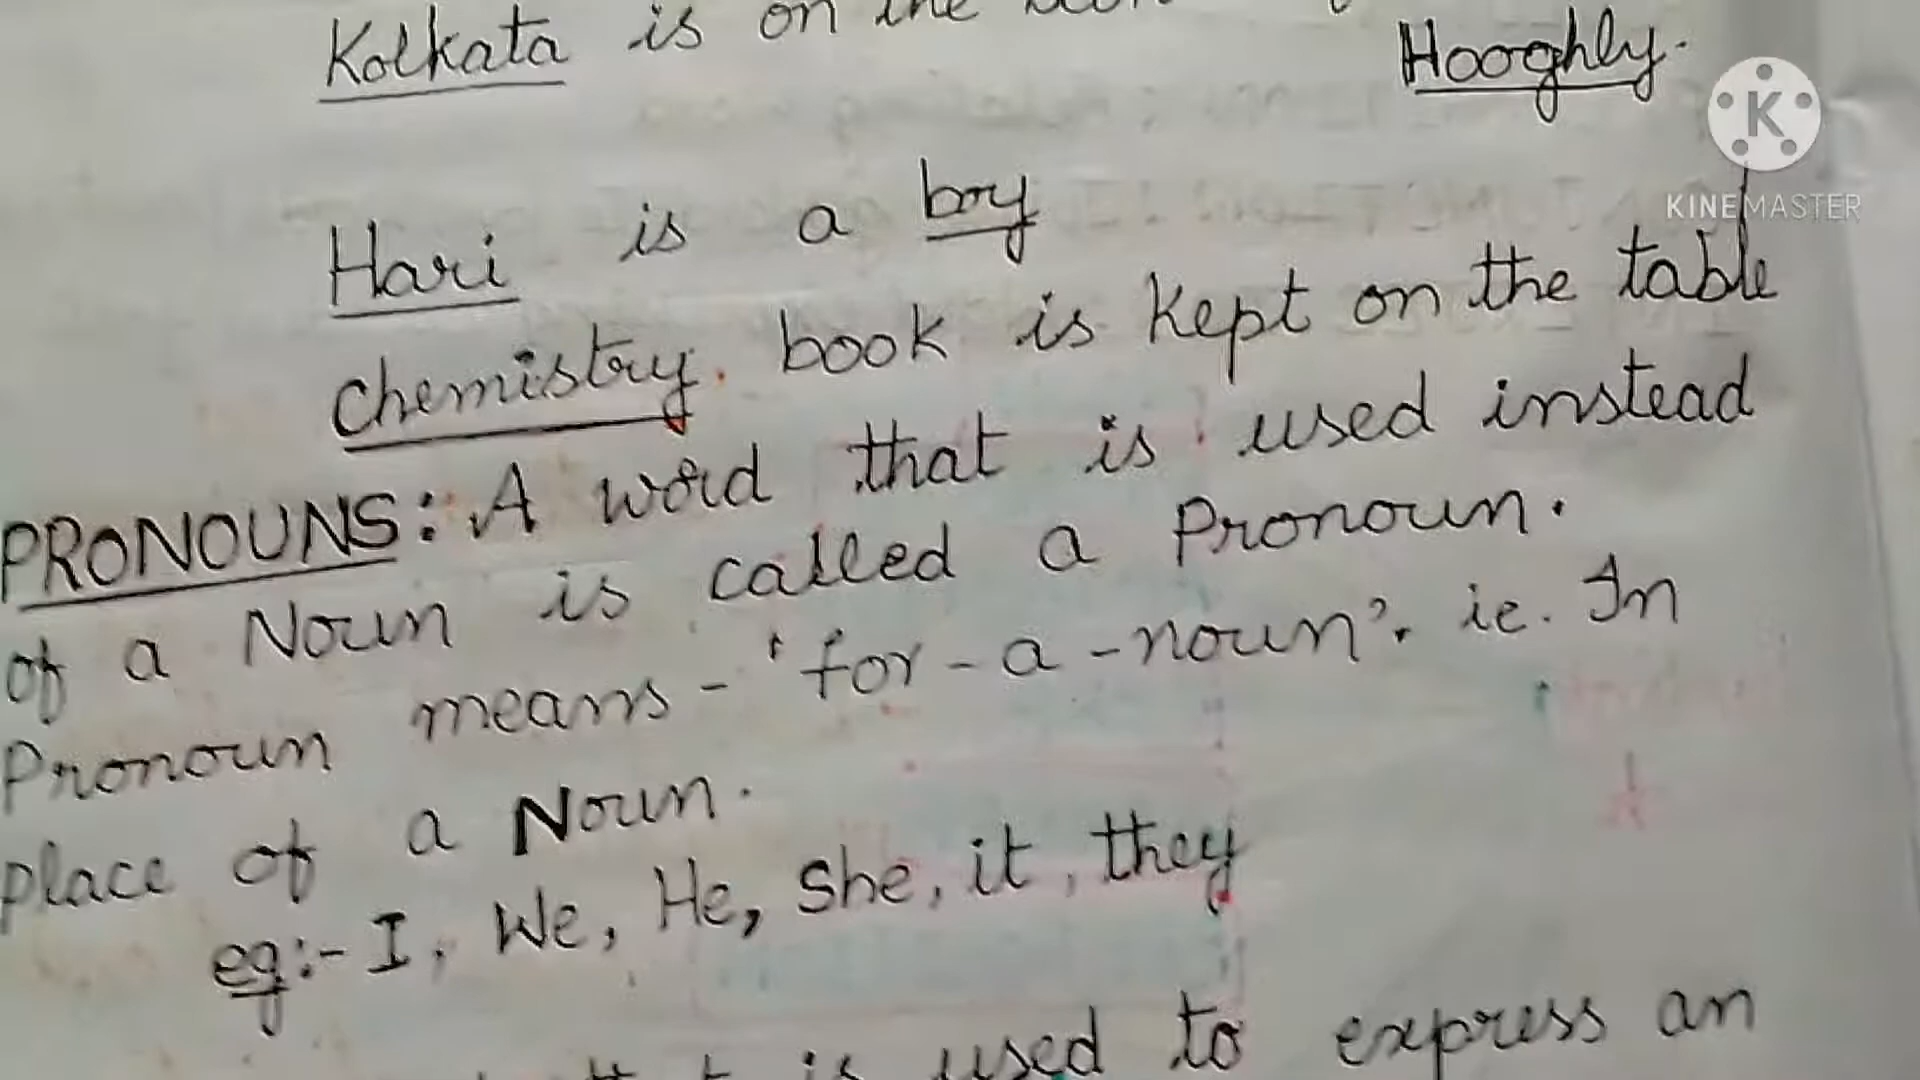 Kolkata is on the
Hooghly.
KINEMASTER
Hari is a boy
Chemistry. book is kept on the table
PRONOUNS: A word that is used instead
of a Noun is called a Pronoun.
Pronoun means - 'for-a-noun'. ie. In
place of a Noun.
eg:- I, We, He, She, it, they
is used to express an